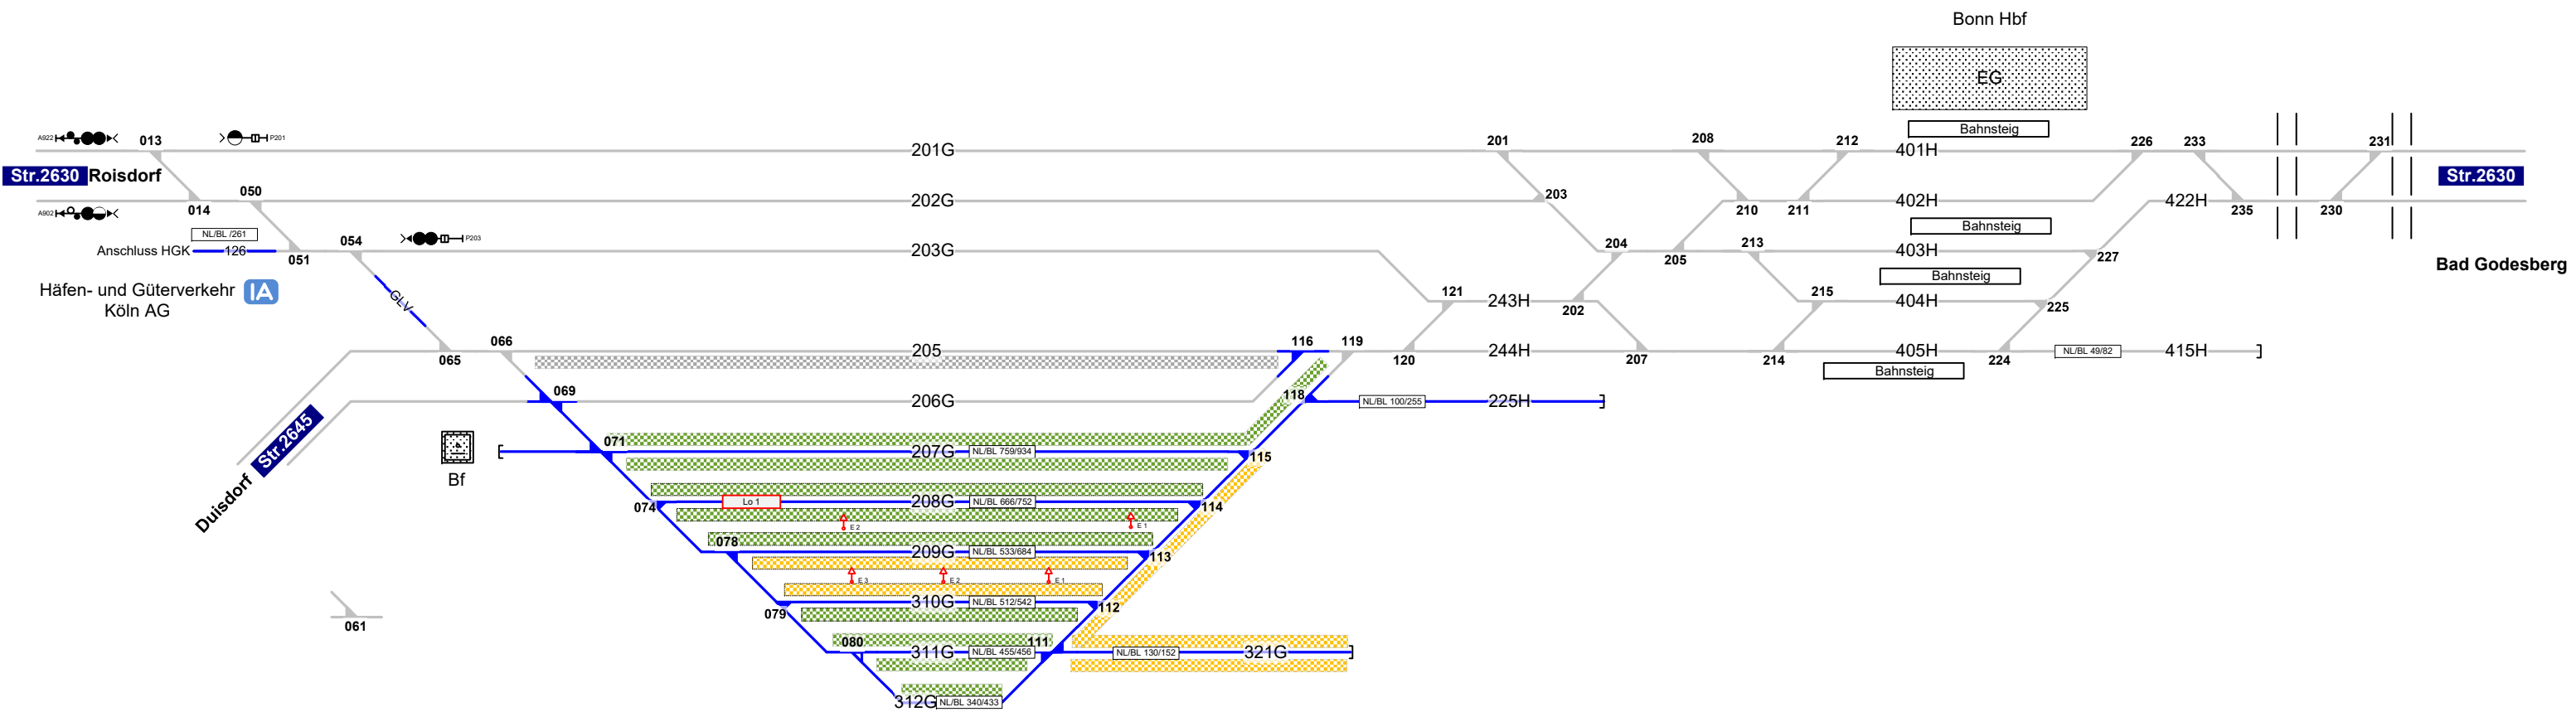 Bonn Hbf
EG
Bahnsteig
A922 013 P201 201G 201 208 212 401H 226 233 231
Str.2630 Roisdorf Str.2630
050 203 402H 422H
014 202G 210 211 235 230
A902
NL/BL /261
Bahnsteig
054 P203 204 213
Anschluss HGK 126 051 203G 205 403H 227
Bad Godesberg
Bahnsteig
Häfen- und Güterverkehr IA
Köln AG
GLV
121 243H 202 215 404H 225
066 116 119
065 205 120 244H 207 214 405H 224 NL/BL 49/82 415H
Bahnsteig
069 206G 118 NL/BL 100/255 225H
Str.2645
Duisdorf
071 207G NL/BL 759/934 115
Bf
074 Lo 1 208G NL/BL 666/752 114
E 2 E 1
078 209G NL/BL 533/684 113
E 3 E 2 E 1
079 310G NL/BL 512/542 112
061
080 311G NL/BL 455/456 111 NL/BL 130/152 321G
312G NL/BL 340/433